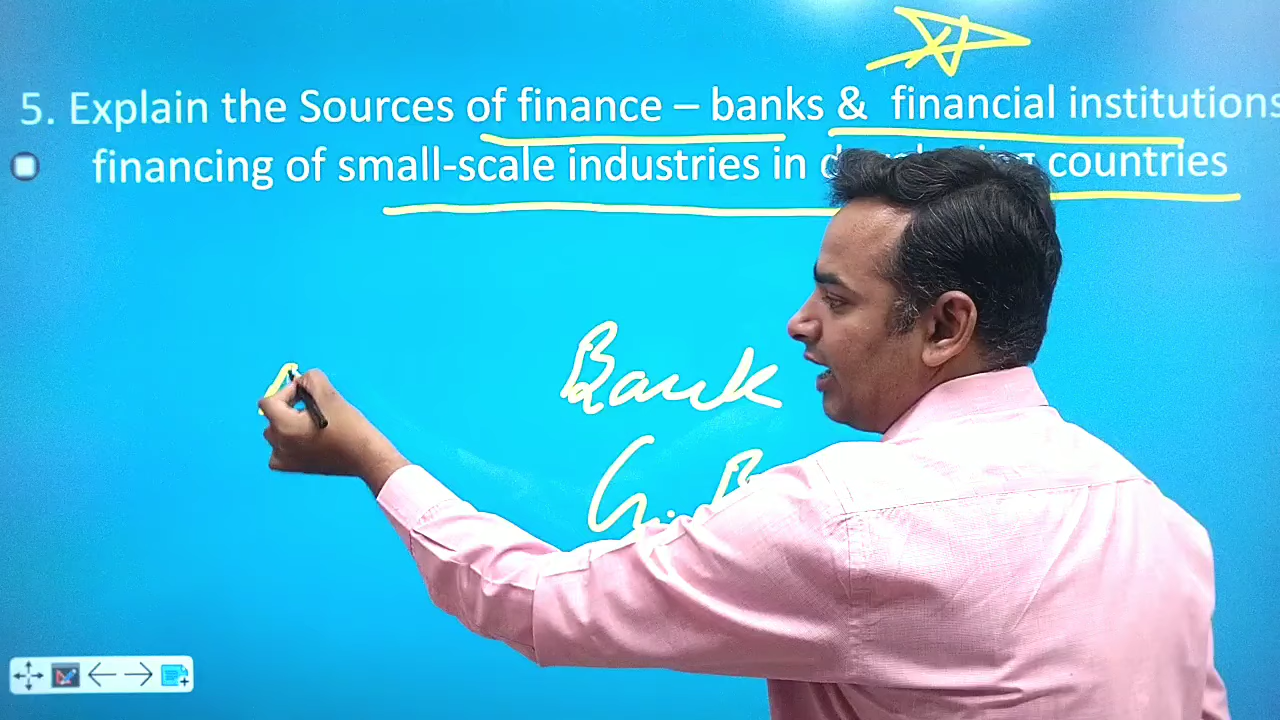 5. Explain the Sources of finance – banks & financial institutions
financing of small-scale industries in countries
Bank